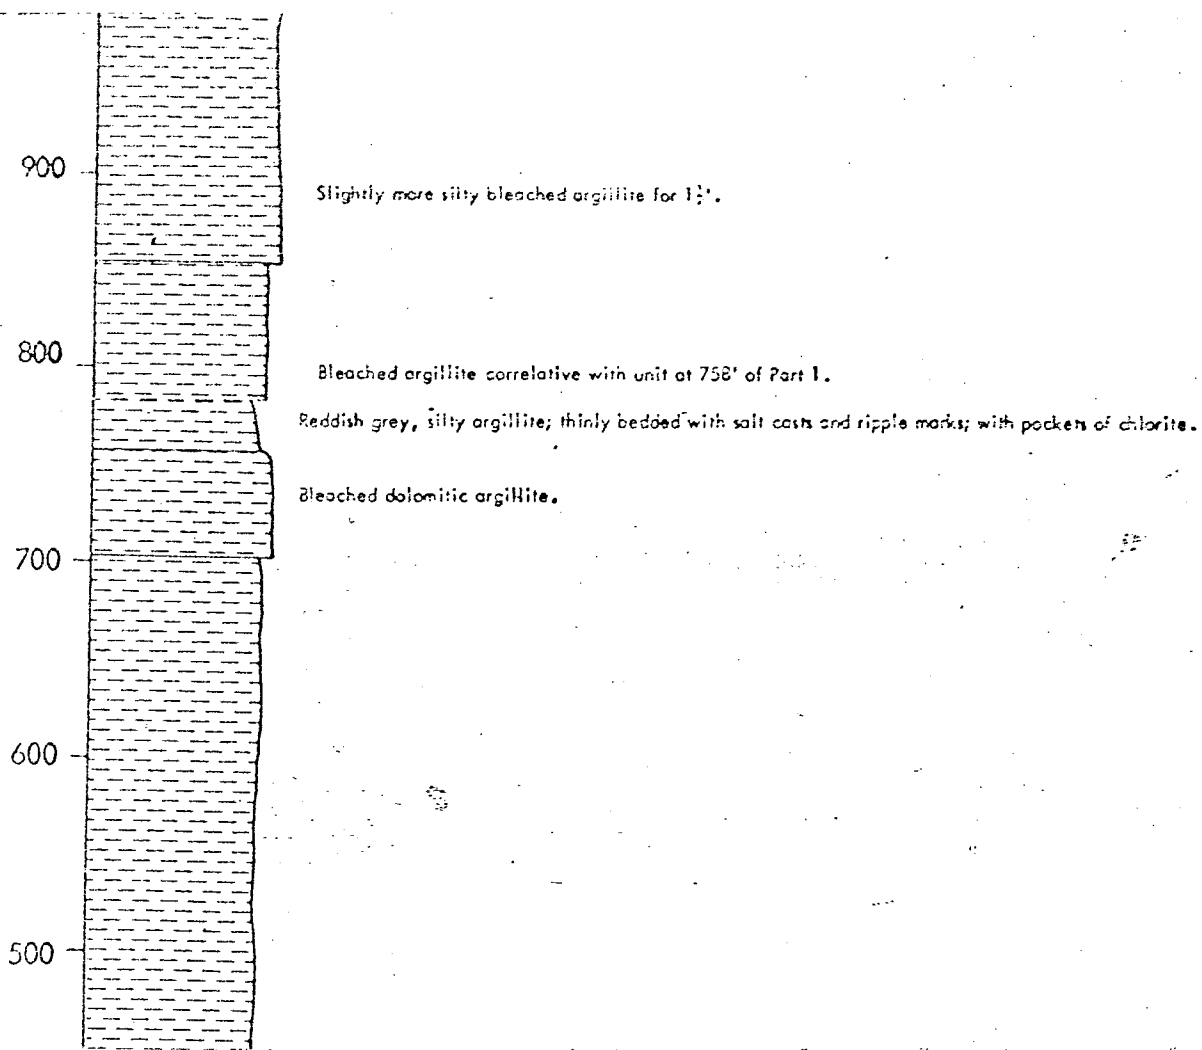 900
Slightly more silty bleached argillite for 1½'.
800
Bleached argillite correlative with unit at 758' of Part 1.
Reddish grey, silty argillite; thinly bedded with salt casts and ripple marks; with pockets of chlorite.
Bleached dolomitic argillite.
700
600
500